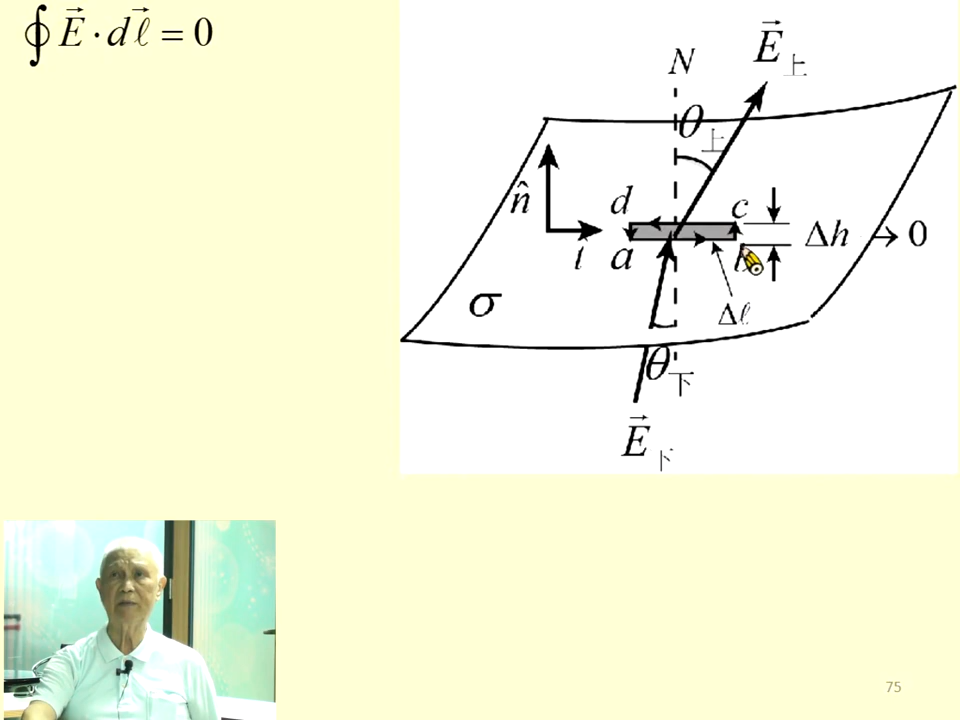 ∮ E⃗ · dℓ⃗ = 0
N
E⃗上
θ上
n̂
d
c
Δh → 0
a
σ
Δℓ
θ下
E⃗下
75